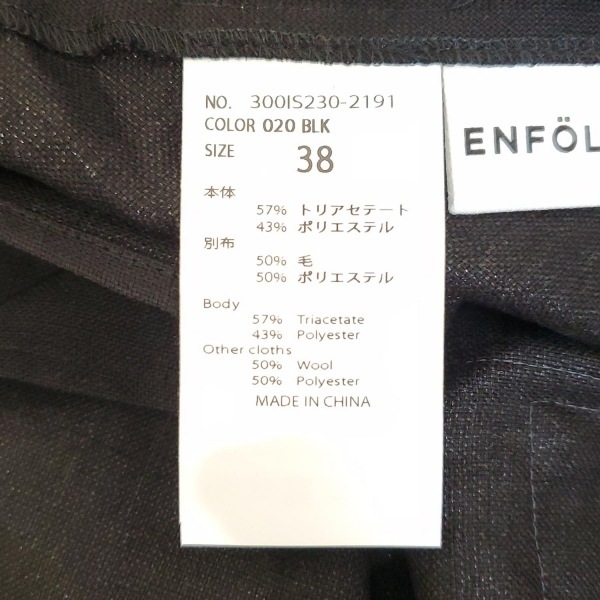 NO. 300IS230-2191
COLOR 020 BLK
SIZE 38
本体
57% トリアセテート
43% ポリエステル
別布
50% 毛
50% ポリエステル
Body
57% Triacetate
43% Polyester
Other cloths
50% Wool
50% Polyester
MADE IN CHINA
ENFÖL